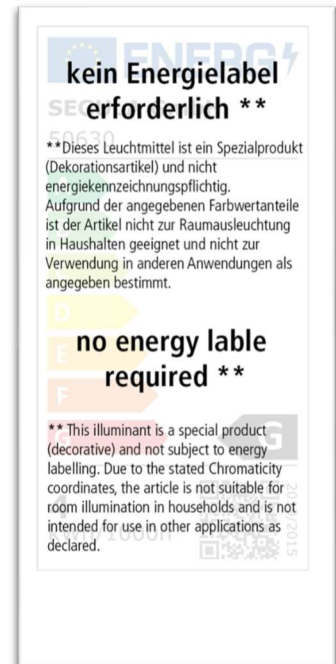 ENERG
kein Energielabel
erforderlich **
50630
**Dieses Leuchtmittel ist ein Spezialprodukt
(Dekorationsartikel) und nicht
energiekennzeichnungspflichtig.
Aufgrund der angegebenen Farbwertanteile
ist der Artikel nicht zur Raumausleuchtung
in Haushalten geeignet und nicht zur
Verwendung in anderen Anwendungen als
angegeben bestimmt.
D
no energy lable
E
required **
F
G
** This illuminant is a special product
(decorative) and not subject to energy
labelling. Due to the stated Chromaticity
coordinates, the article is not suitable for
room illumination in households and is not
intended for use in other applications as
declared.
kWh/1000h